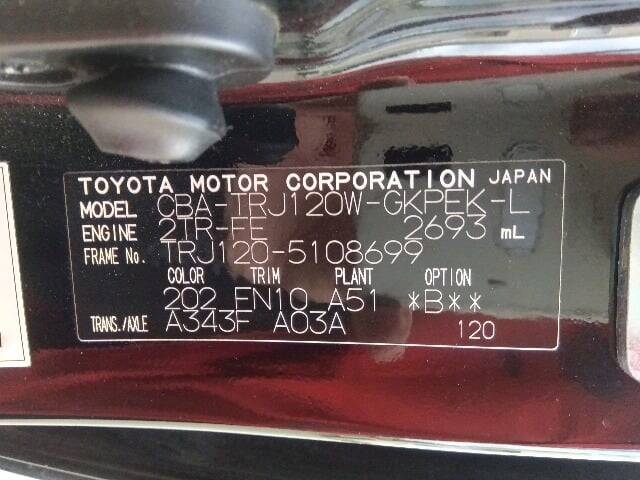 TOYOTA MOTOR CORPORATION JAPAN
MODEL CBA-TRJ120W-GKPEK-L
ENGINE 2TR-FE 2693 mL
FRAME No. TRJ120-5108699
COLOR TRIM PLANT OPTION
202 FN10 A51 *B**
TRANS./AXLE A343F A03A 120